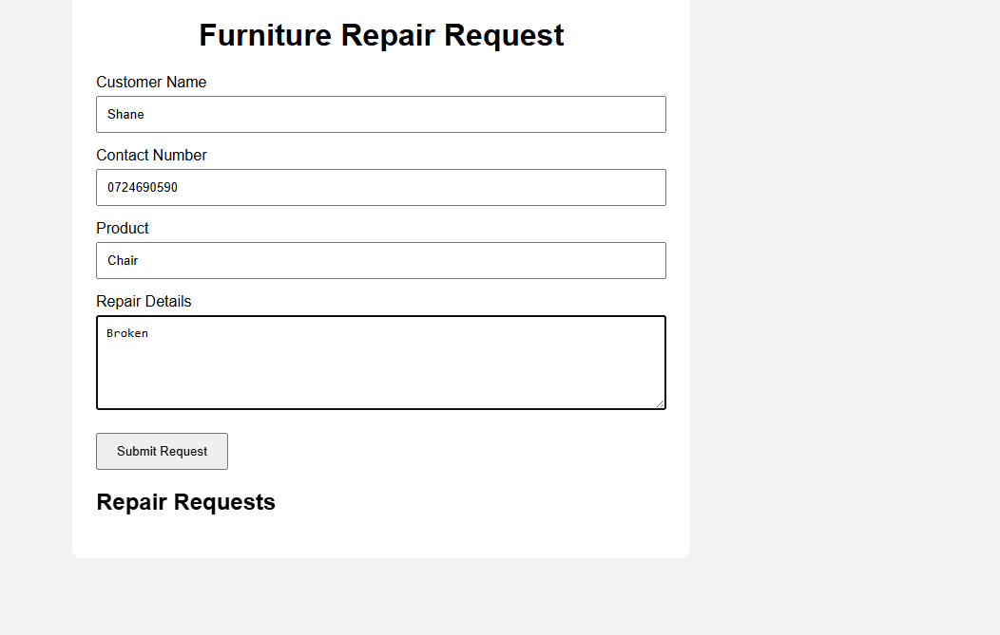 Furniture Repair Request
Customer Name
Shane
Contact Number
0724690590
Product
Chair
Repair Details
Broken
Submit Request
Repair Requests